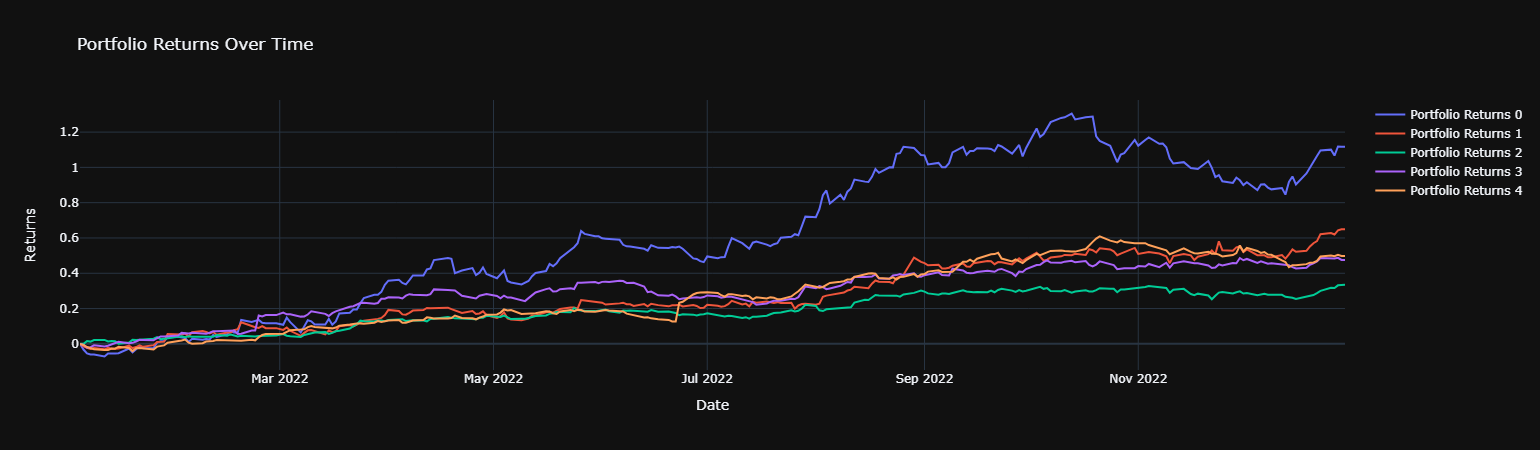 Portfolio Returns Over Time
Returns
1.2
1
0.8
0.6
0.4
0.2
0
Mar 2022
May 2022
Jul 2022
Sep 2022
Nov 2022
Date
Portfolio Returns 0
Portfolio Returns 1
Portfolio Returns 2
Portfolio Returns 3
Portfolio Returns 4